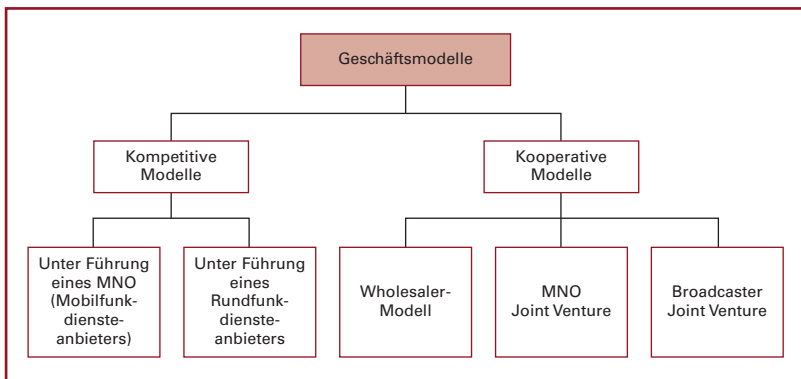 Geschäftsmodelle
Kompetitive
Modelle
Kooperative
Modelle
Unter Führung
eines MNO
(Mobilfunk-
dienste-
anbieters)
Unter Führung
eines
Rundfunk-
dienste-
anbieters
Wholesaler-
Modell
MNO
Joint Venture
Broadcaster
Joint Venture